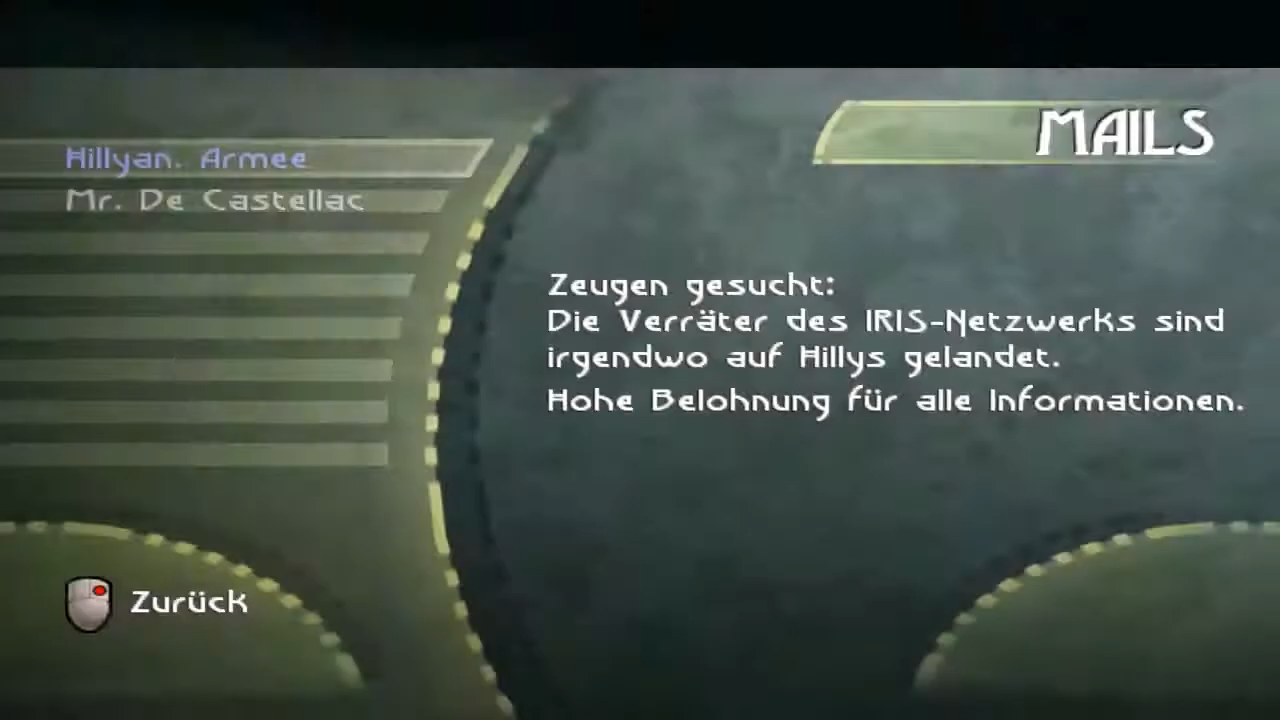 MAILS
Hillyan. Armee
Mr. De Castellac
Zeugen gesucht:
Die Verräter des IRIS-Netzwerks sind
irgendwo auf Hillys gelandet.
Hohe Belohnung für alle Informationen.
Zurück